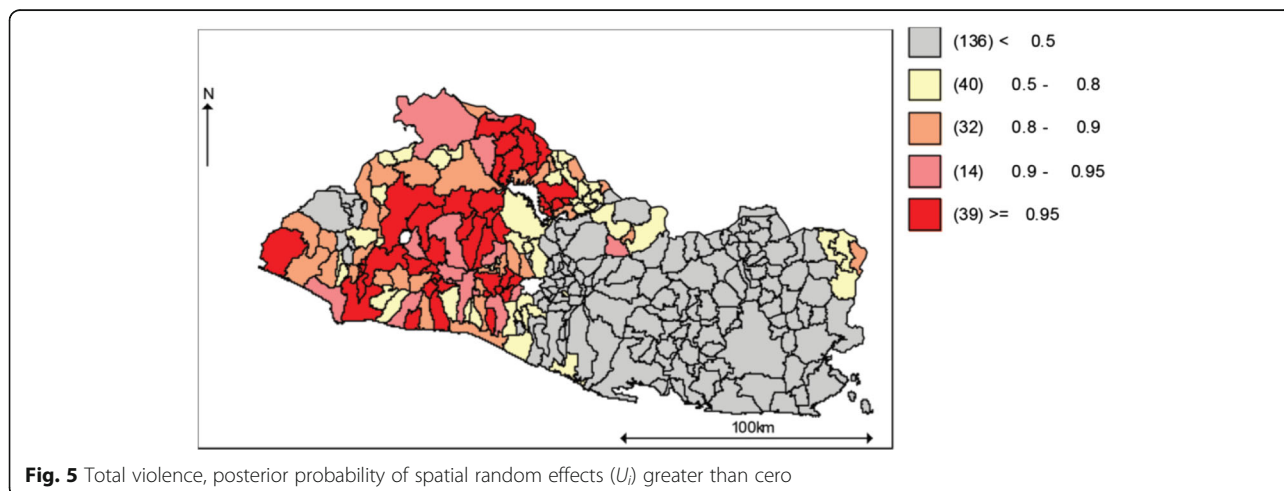 (136) < 0.5
(40) 0.5 - 0.8
(32) 0.8 - 0.9
(14) 0.9 - 0.95
(39) >= 0.95
N
100km
Fig. 5 Total violence, posterior probability of spatial random effects (Ui) greater than cero